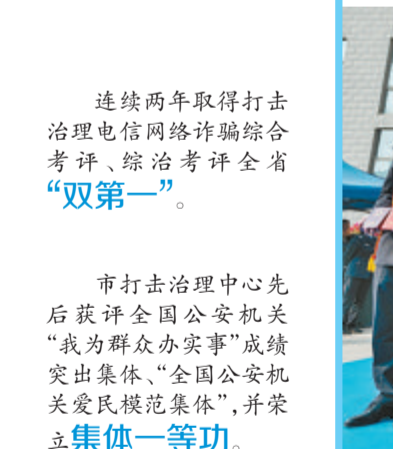 连续两年取得打击
治理电信网络诈骗综合
考评、综治考评全省
“双第一”。
市打击治理中心先
后获评全国公安机关
“我为群众办实事”成绩
突出集体、“全国公安机
关爱民模范集体”，并荣
立集体一等功。